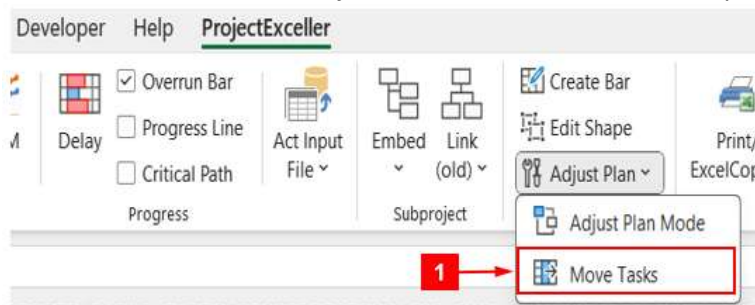 Developer Help ProjectExceller
Overrun Bar
Progress Line
Critical Path
Delay
Act Input
File
Progress
Embed
Link
(old)
Subproject
Create Bar
Edit Shape
Adjust Plan
Print/
Adjust Plan Mode
1
Move Tasks